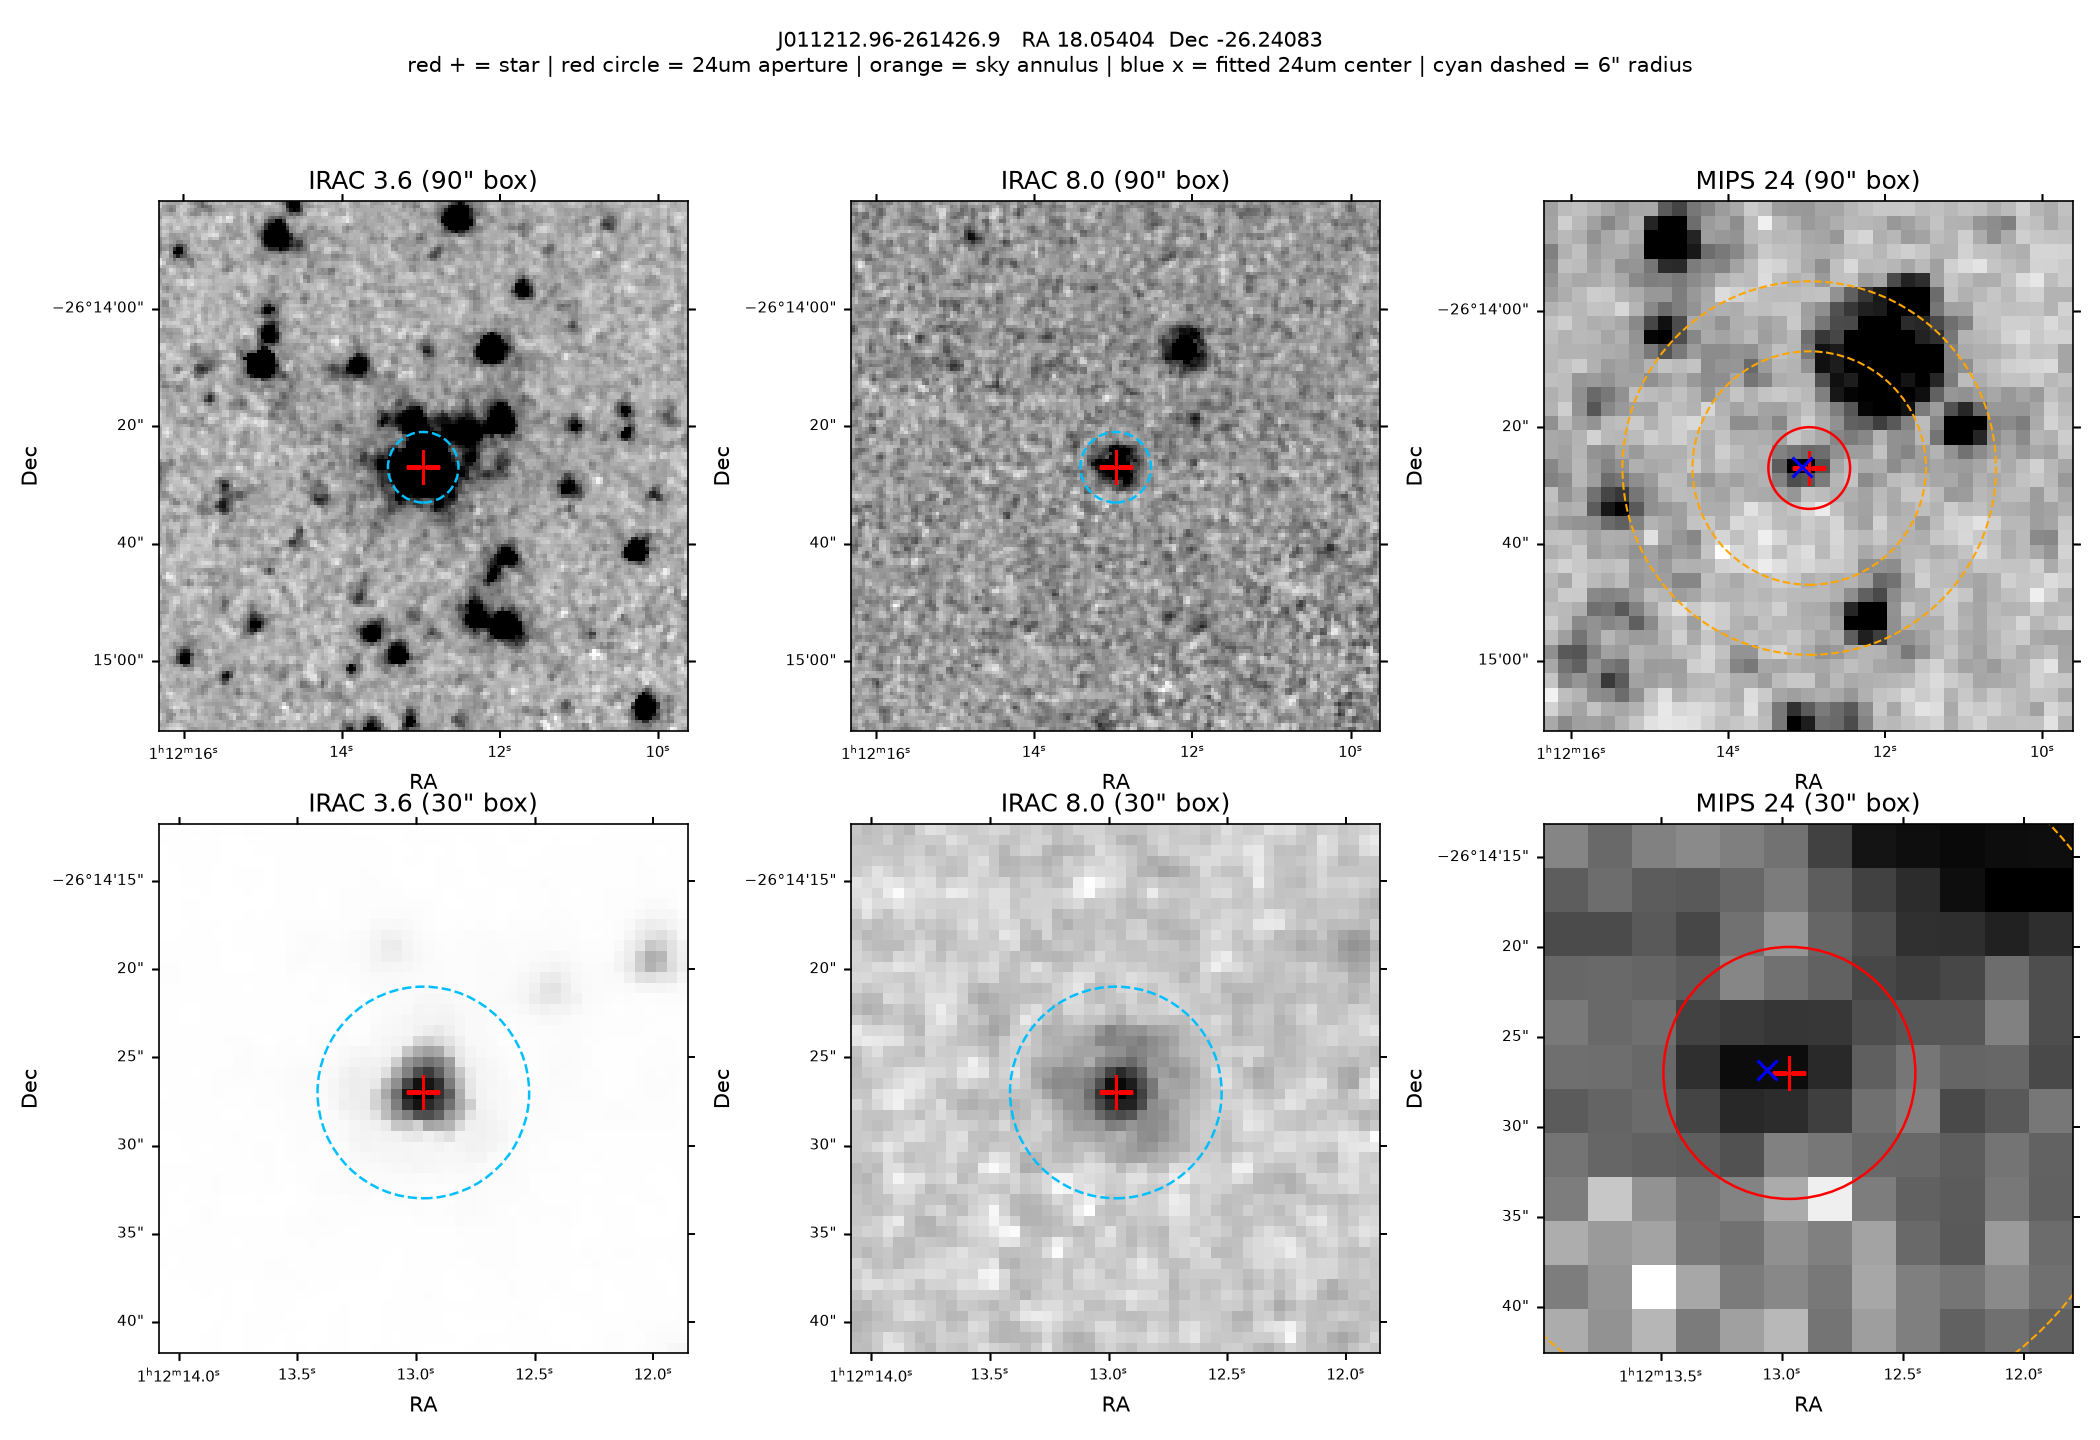 J011212.96-261426.9   RA 18.05404  Dec -26.24083
red + = star | red circle = 24um aperture | orange = sky annulus | blue x = fitted 24um center | cyan dashed = 6" radius
IRAC 3.6 (90" box)
Dec
−26°14'00"
20"
40"
15'00"
1ʰ12ᵐ16ˢ
14ˢ
12ˢ
10ˢ
RA
IRAC 8.0 (90" box)
Dec
−26°14'00"
20"
40"
15'00"
1ʰ12ᵐ16ˢ
14ˢ
12ˢ
10ˢ
RA
MIPS 24 (90" box)
Dec
−26°14'00"
20"
40"
15'00"
1ʰ12ᵐ16ˢ
14ˢ
12ˢ
10ˢ
RA
IRAC 3.6 (30" box)
Dec
−26°14'15"
20"
25"
30"
35"
40"
1ʰ12ᵐ14.0ˢ
13.5ˢ
13.0ˢ
12.5ˢ
12.0ˢ
RA
IRAC 8.0 (30" box)
Dec
−26°14'15"
20"
25"
30"
35"
40"
1ʰ12ᵐ14.0ˢ
13.5ˢ
13.0ˢ
12.5ˢ
12.0ˢ
RA
MIPS 24 (30" box)
Dec
−26°14'15"
20"
25"
30"
35"
40"
1ʰ12ᵐ13.5ˢ
13.0ˢ
12.5ˢ
12.0ˢ
RA